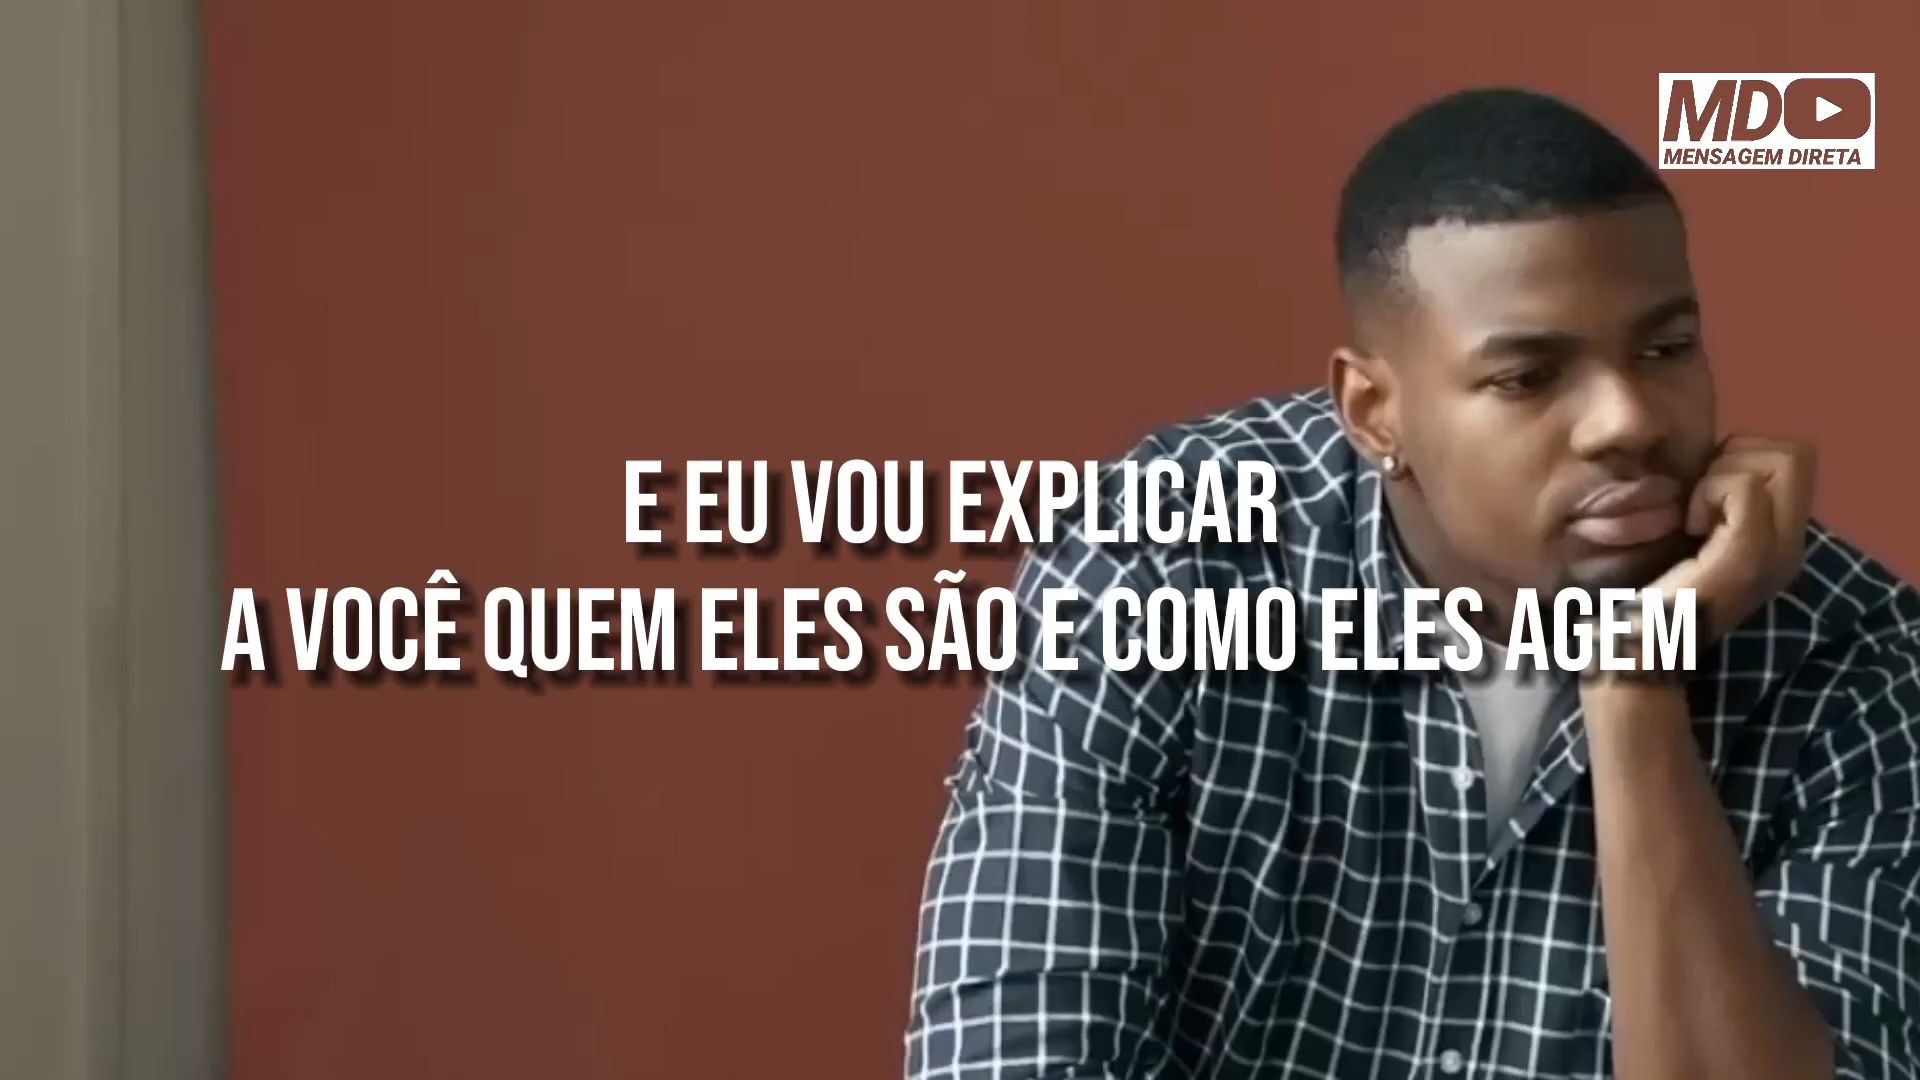 MD
MENSAGEM DIRETA
E EU VOU EXPLICAR
A VOCÊ QUEM ELES SÃO E COMO ELES AGEM